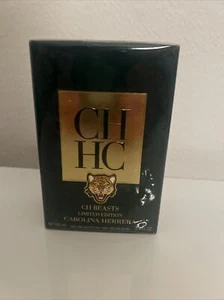 CH
HC
CH BEASTS
LIMITED EDITION
CAROLINA HERRERA